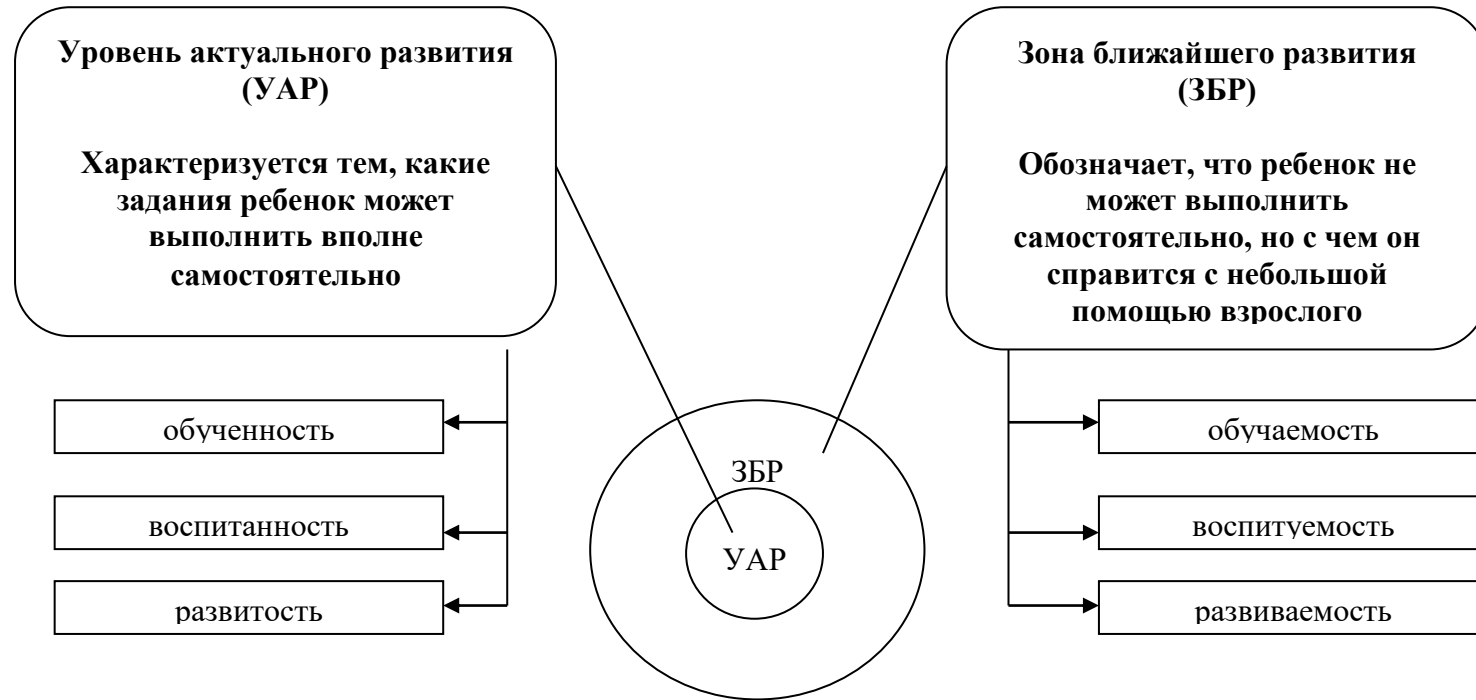 Уровень актуального развития
(УАР)
Характеризуется тем, какие
задания ребенок может
выполнить вполне
самостоятельно
Зона ближайшего развития
(ЗБР)
Обозначает, что ребенок не
может выполнить
самостоятельно, но с чем он
справится с небольшой
помощью взрослого
обученность
воспитанность
развитость
ЗБР
УАР
обучаемость
воспитуемость
развиваемость